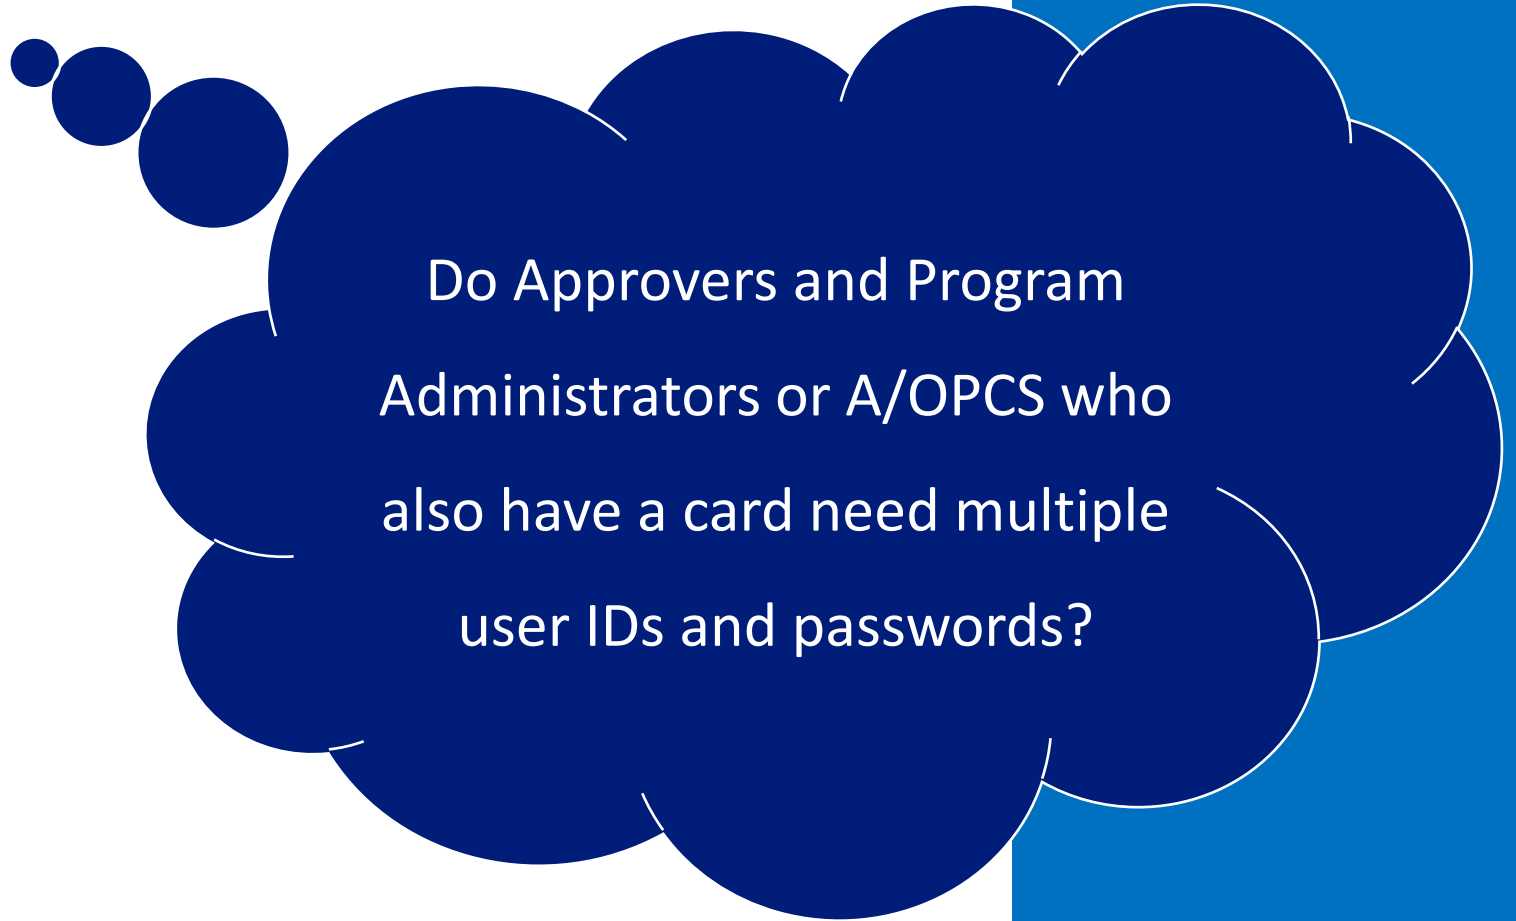 Do Approvers and Program
Administrators or A/OPCS who
also have a card need multiple
user IDs and passwords?